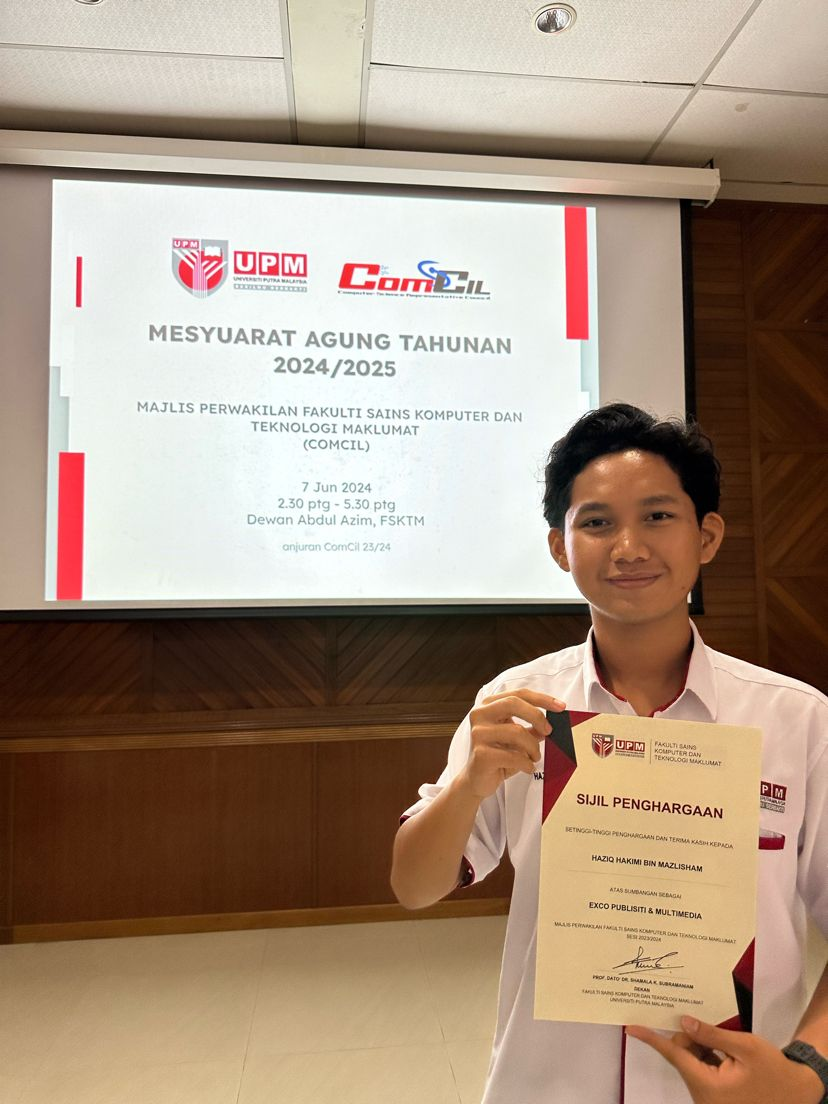 UPM
UPM
UNIVERSITI PUTRA MALAYSIA
BERILMU BERBAKTI
COMCIL
Computer Science Representative Council
MESYUARAT AGUNG TAHUNAN
2024/2025
MAJLIS PERWAKILAN FAKULTI SAINS KOMPUTER DAN
TEKNOLOGI MAKLUMAT
(COMCIL)
7 Jun 2024
2.30 ptg - 5.30 ptg
Dewan Abdul Azim, FSKTM
anjuran ComCil 23/24
UPM
FAKULTI SAINS
KOMPUTER DAN
TEKNOLOGI MAKLUMAT
SIJIL PENGHARGAAN
SETINGGI-TINGGI PENGHARGAAN DAN TERIMA KASIH KEPADA
HAZIQ HAKIMI BIN MAZLISHAM
ATAS SUMBANGAN SEBAGAI
EXCO PUBLISITI & MULTIMEDIA
MAJLIS PERWAKILAN FAKULTI SAINS KOMPUTER DAN TEKNOLOGI MAKLUMAT
SESI 2023/2024
PROF. DATO' DR. SHAMALA K. SUBRAMANIAM
DEKAN
FAKULTI SAINS KOMPUTER DAN TEKNOLOGI MAKLUMAT
UNIVERSITI PUTRA MALAYSIA
HAZ
PM